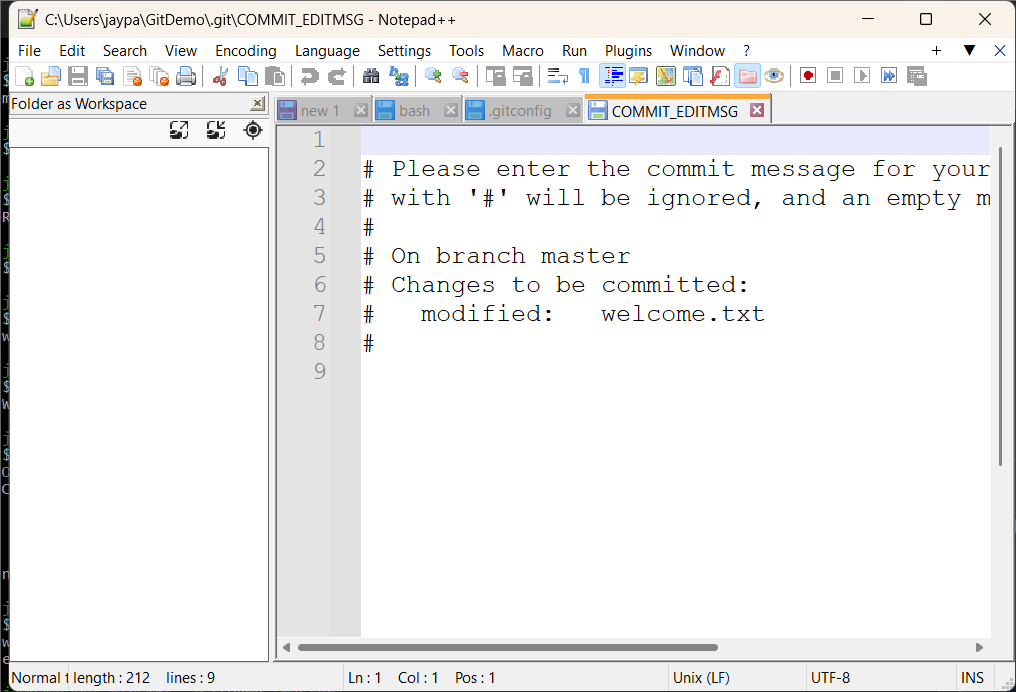 C:\Users\jaypa\GitDemo\.git\COMMIT_EDITMSG - Notepad++
File Edit Search View Encoding Language Settings Tools Macro Run Plugins Window ? + ▼ X
Folder as Workspace
new 1 bash .gitconfig COMMIT_EDITMSG
1
2 # Please enter the commit message for your
3 # with '#' will be ignored, and an empty m
4 #
5 # On branch master
6 # Changes to be committed:
7 # modified: welcome.txt
8 #
9
Normal t length : 212 lines : 9 Ln : 1 Col : 1 Pos : 1 Unix (LF) UTF-8 INS